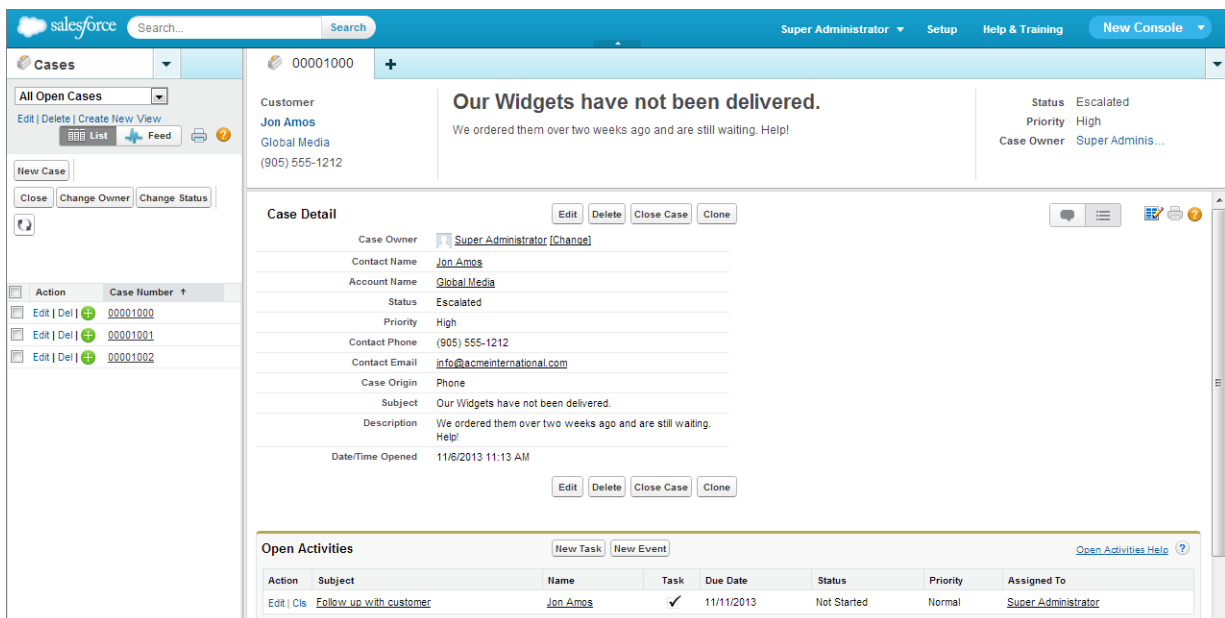 salesforce Search... Search Super Administrator Setup Help & Training New Console
Cases
All Open Cases
Edit | Delete | Create New View
List Feed
New Case
Close Change Owner Change Status
Action Case Number ↑
Edit | Del | 00001000
Edit | Del | 00001001
Edit | Del | 00001002
00001000
Customer
Jon Amos
Global Media
(905) 555-1212
Our Widgets have not been delivered.
We ordered them over two weeks ago and are still waiting. Help!
Status Escalated
Priority High
Case Owner Super Adminis...
Case Detail Edit Delete Close Case Clone
Case Owner Super Administrator [Change]
Contact Name Jon Amos
Account Name Global Media
Status Escalated
Priority High
Contact Phone (905) 555-1212
Contact Email info@acmeinternational.com
Case Origin Phone
Subject Our Widgets have not been delivered.
Description We ordered them over two weeks ago and are still waiting.
Help!
Date/Time Opened 11/6/2013 11:13 AM
Edit Delete Close Case Clone
Open Activities New Task New Event Open Activities Help ?
Action Subject Name Task Due Date Status Priority Assigned To
Edit | Cls Follow up with customer Jon Amos ✓ 11/11/2013 Not Started Normal Super Administrator